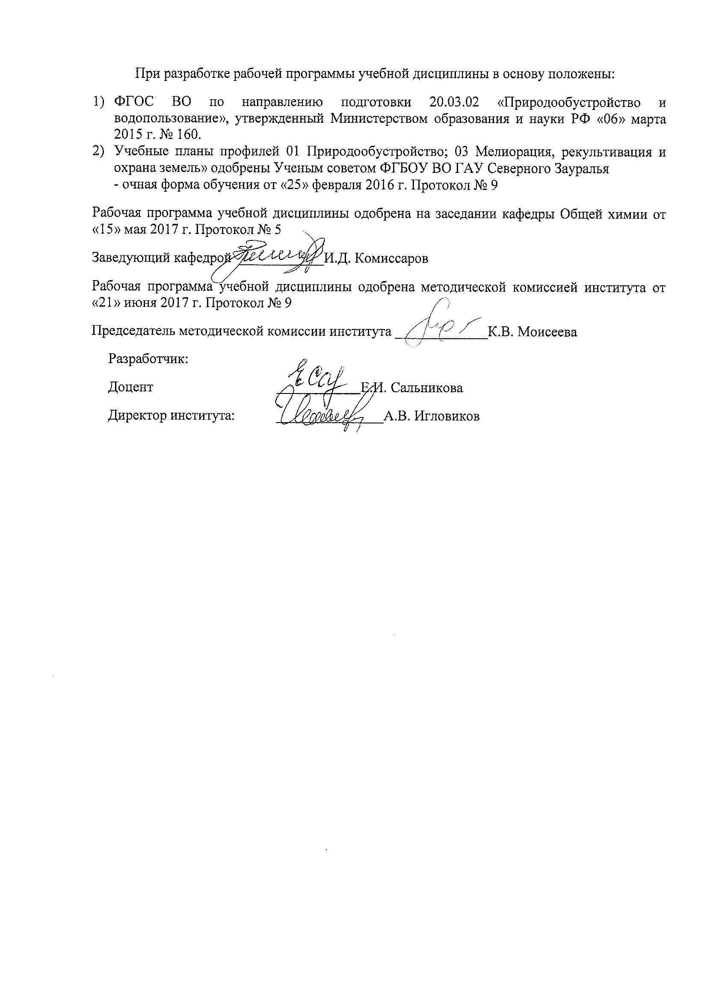 При разработке рабочей программы учебной дисциплины в основу положены:
1) ФГОС ВО по направлению подготовки 20.03.02 «Природообустройство и
водопользование», утвержденный Министерством образования и науки РФ «06» марта
2015 г. № 160.
2) Учебные планы профилей 01 Природообустройство; 03 Мелиорация, рекультивация и
охрана земель» одобрены Ученым советом ФГБОУ ВО ГАУ Северного Зауралья
- очная форма обучения от «25» февраля 2016 г. Протокол № 9
Рабочая программа учебной дисциплины одобрена на заседании кафедры Общей химии от
«15» мая 2017 г. Протокол № 5
Заведующий кафедрой И.Д. Комиссаров
Рабочая программа учебной дисциплины одобрена методической комиссией института от
«21» июня 2017 г. Протокол № 9
Председатель методической комиссии института К.В. Моисеева
Разработчик:
Доцент Е.И. Сальникова
Директор института: А.В. Игловиков